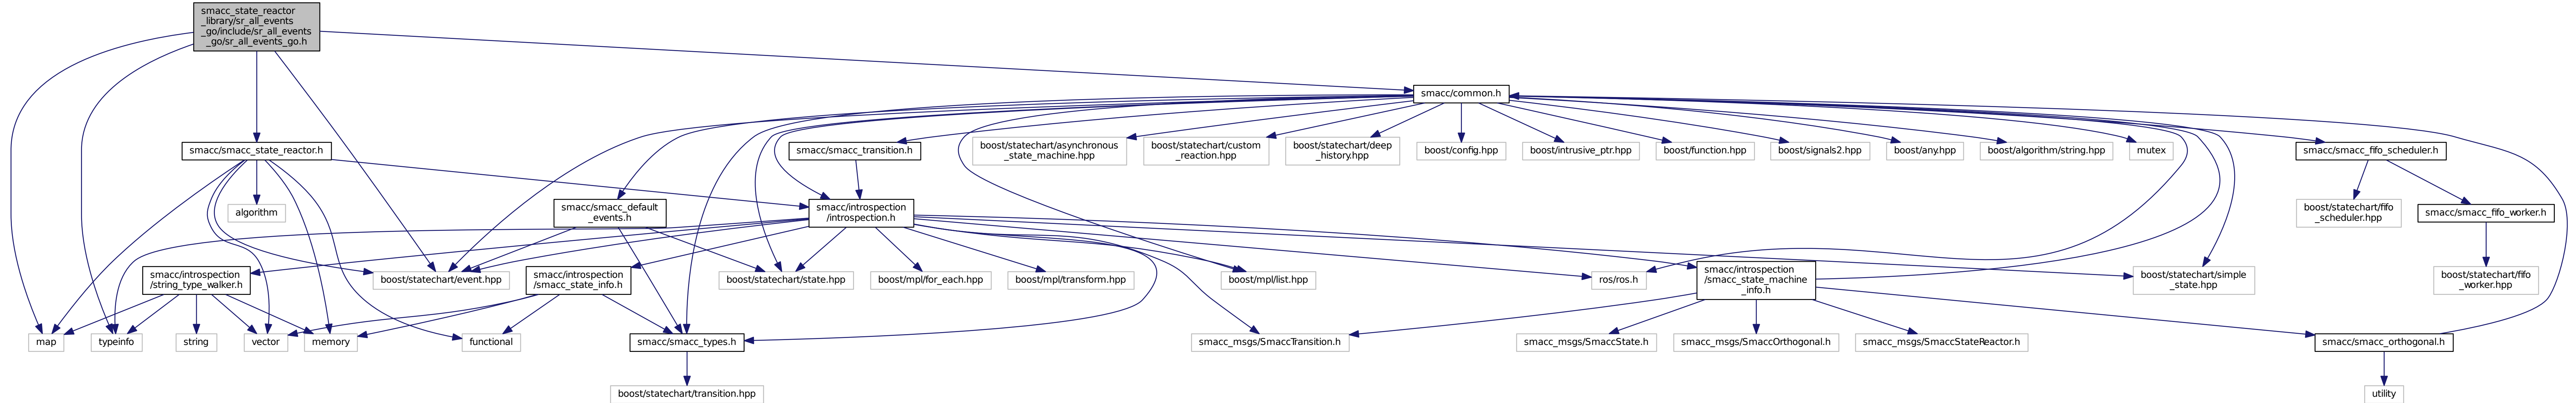 smacc_state_reactor
_library/sr_all_events
_go/include/sr_all_events
_go/sr_all_events_go.h
smacc/common.h
smacc/smacc_state_reactor.h
smacc/smacc_transition.h
boost/statechart/asynchronous
_state_machine.hpp
boost/statechart/custom
_reaction.hpp
boost/statechart/deep
_history.hpp
boost/config.hpp
boost/intrusive_ptr.hpp
boost/function.hpp
boost/signals2.hpp
boost/any.hpp
boost/algorithm/string.hpp
mutex
smacc/smacc_fifo_scheduler.h
algorithm
smacc/smacc_default
_events.h
smacc/introspection
/introspection.h
boost/statechart/fifo
_scheduler.hpp
smacc/smacc_fifo_worker.h
smacc/introspection
/string_type_walker.h
boost/statechart/event.hpp
smacc/introspection
/smacc_state_info.h
boost/statechart/state.hpp
boost/mpl/for_each.hpp
boost/mpl/transform.hpp
boost/mpl/list.hpp
ros/ros.h
smacc/introspection
/smacc_state_machine
_info.h
boost/statechart/simple
_state.hpp
boost/statechart/fifo
_worker.hpp
map
typeinfo
string
vector
memory
functional
smacc/smacc_types.h
smacc_msgs/SmaccTransition.h
smacc_msgs/SmaccState.h
smacc_msgs/SmaccOrthogonal.h
smacc_msgs/SmaccStateReactor.h
smacc/smacc_orthogonal.h
boost/statechart/transition.hpp
utility